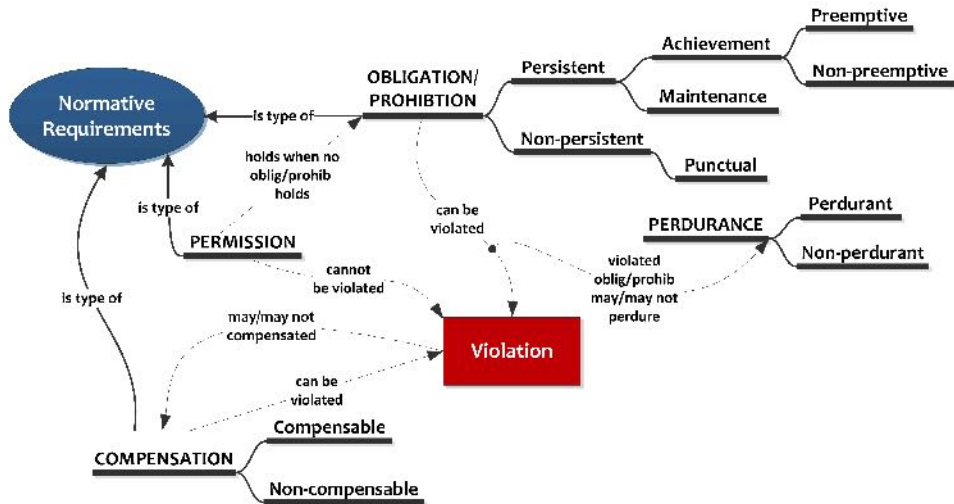 Preemptive
Achievement
Non-preemptive
Persistent
Maintenance
OBLIGATION/
PROHIBTION
Non-persistent
Punctual
Normative
Requirements
is type of
holds when no
oblig/prohib
holds
is type of
PERMISSION
can be
violated
PERDURANCE
Perdurant
Non-perdurant
violated
oblig/prohib
may/may not
perdure
cannot
be violated
is type of
may/may not
compensated
Violation
can be
violated
COMPENSATION
Compensable
Non-compensable